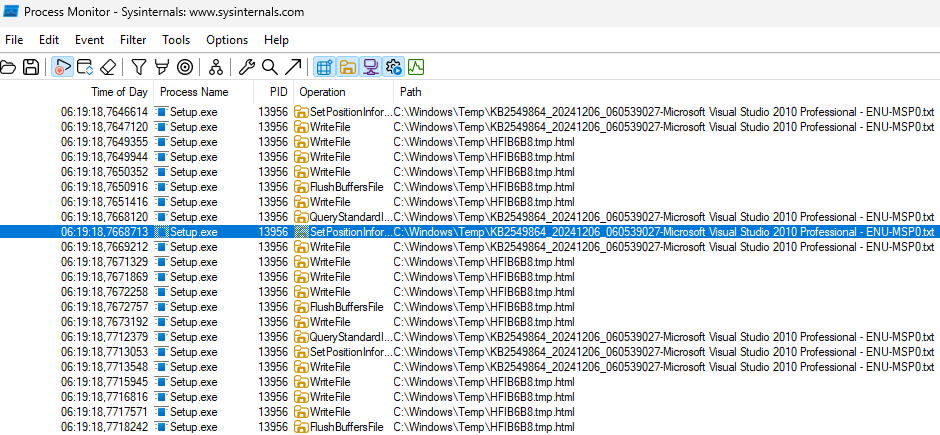 Process Monitor - Sysinternals: www.sysinternals.com
File Edit Event Filter Tools Options Help
Time of Day Process Name PID Operation Path
06:19:18,7646614 Setup.exe 13956 SetPositionInfor... C:\Windows\Temp\KB2549864_20241206_060539027-Microsoft Visual Studio 2010 Professional - ENU-MSP0.txt
06:19:18,7647120 Setup.exe 13956 WriteFile C:\Windows\Temp\KB2549864_20241206_060539027-Microsoft Visual Studio 2010 Professional - ENU-MSP0.txt
06:19:18,7649355 Setup.exe 13956 WriteFile C:\Windows\Temp\HFIB6B8.tmp.html
06:19:18,7649944 Setup.exe 13956 WriteFile C:\Windows\Temp\HFIB6B8.tmp.html
06:19:18,7650352 Setup.exe 13956 WriteFile C:\Windows\Temp\HFIB6B8.tmp.html
06:19:18,7650916 Setup.exe 13956 FlushBuffersFile C:\Windows\Temp\HFIB6B8.tmp.html
06:19:18,7651416 Setup.exe 13956 WriteFile C:\Windows\Temp\HFIB6B8.tmp.html
06:19:18,7668120 Setup.exe 13956 QueryStandardI... C:\Windows\Temp\KB2549864_20241206_060539027-Microsoft Visual Studio 2010 Professional - ENU-MSP0.txt
06:19:18,7668713 Setup.exe 13956 SetPositionInfor... C:\Windows\Temp\KB2549864_20241206_060539027-Microsoft Visual Studio 2010 Professional - ENU-MSP0.txt
06:19:18,7669212 Setup.exe 13956 WriteFile C:\Windows\Temp\KB2549864_20241206_060539027-Microsoft Visual Studio 2010 Professional - ENU-MSP0.txt
06:19:18,7671329 Setup.exe 13956 WriteFile C:\Windows\Temp\HFIB6B8.tmp.html
06:19:18,7671869 Setup.exe 13956 WriteFile C:\Windows\Temp\HFIB6B8.tmp.html
06:19:18,7672258 Setup.exe 13956 WriteFile C:\Windows\Temp\HFIB6B8.tmp.html
06:19:18,7672757 Setup.exe 13956 FlushBuffersFile C:\Windows\Temp\HFIB6B8.tmp.html
06:19:18,7673192 Setup.exe 13956 WriteFile C:\Windows\Temp\HFIB6B8.tmp.html
06:19:18,7712379 Setup.exe 13956 QueryStandardI... C:\Windows\Temp\KB2549864_20241206_060539027-Microsoft Visual Studio 2010 Professional - ENU-MSP0.txt
06:19:18,7713053 Setup.exe 13956 SetPositionInfor... C:\Windows\Temp\KB2549864_20241206_060539027-Microsoft Visual Studio 2010 Professional - ENU-MSP0.txt
06:19:18,7713548 Setup.exe 13956 WriteFile C:\Windows\Temp\KB2549864_20241206_060539027-Microsoft Visual Studio 2010 Professional - ENU-MSP0.txt
06:19:18,7715945 Setup.exe 13956 WriteFile C:\Windows\Temp\HFIB6B8.tmp.html
06:19:18,7716816 Setup.exe 13956 WriteFile C:\Windows\Temp\HFIB6B8.tmp.html
06:19:18,7717571 Setup.exe 13956 WriteFile C:\Windows\Temp\HFIB6B8.tmp.html
06:19:18,7718242 Setup.exe 13956 FlushBuffersFile C:\Windows\Temp\HFIB6B8.tmp.html